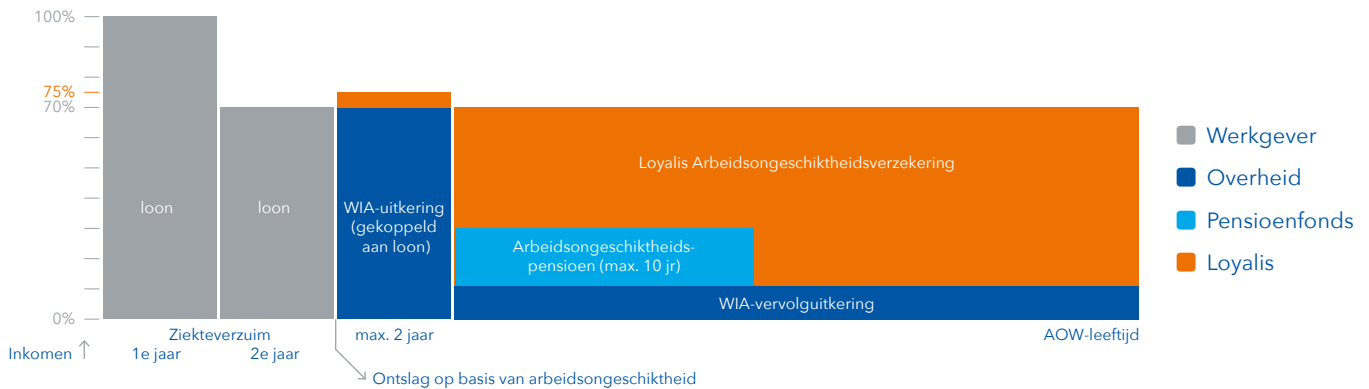 100%
75%
70%
0%
loon
loon
WIA-uitkering
(gekoppeld
aan loon)
Loyalis Arbeidsongeschiktheidsverzekering
Arbeidsongeschiktheids-
pensioen (max. 10 jr)
WIA-vervolguitkering
Werkgever
Overheid
Pensioenfonds
Loyalis
Ziekteverzuim
max. 2 jaar
AOW-leeftijd
Inkomen
1e jaar
2e jaar
Ontslag op basis van arbeidsongeschiktheid